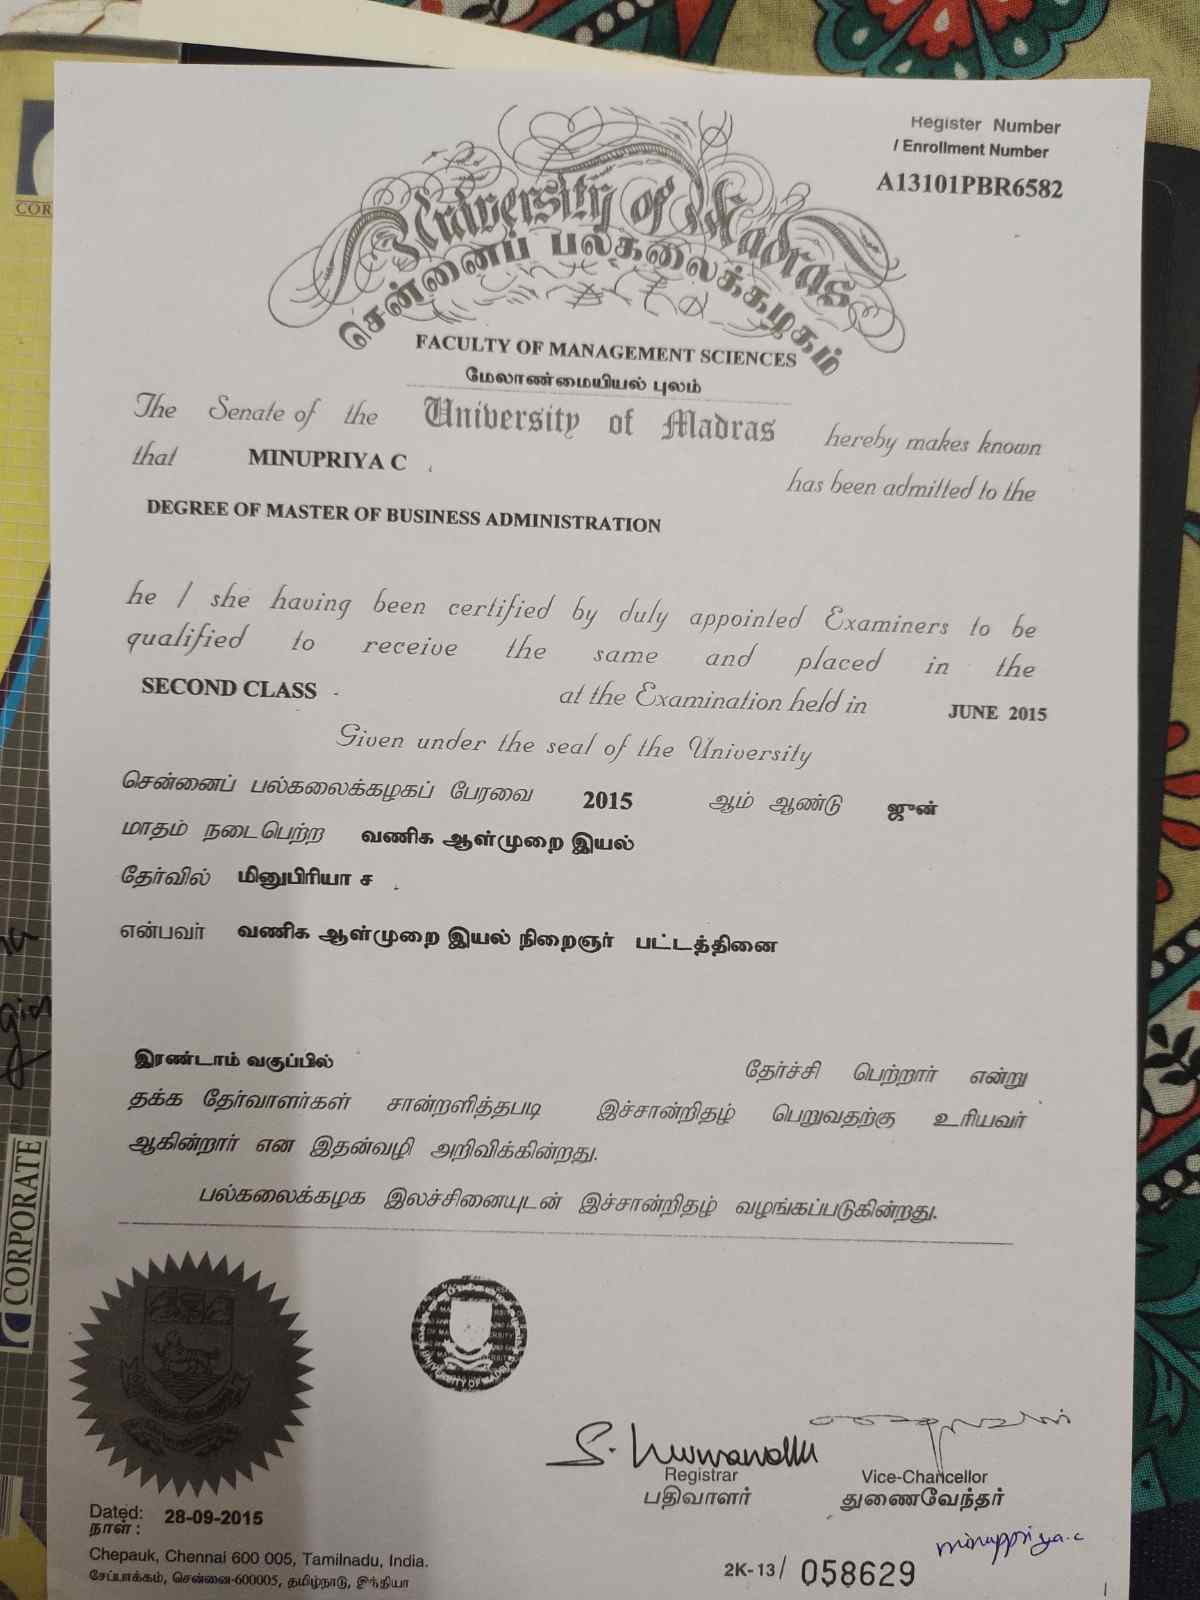 Register Number
/ Enrollment Number
A13101PBR6582
University of Madras
சென்னைப் பல்கலைக்கழகம்
FACULTY OF MANAGEMENT SCIENCES
மேலாண்மையியல் புலம்
The Senate of the University of Madras hereby makes known
that MINUPRIYA C has been admitted to the
DEGREE OF MASTER OF BUSINESS ADMINISTRATION
he / she having been certified by duly appointed Examiners to be
qualified to receive the same and placed in the
SECOND CLASS at the Examination held in JUNE 2015
Given under the seal of the University
சென்னைப் பல்கலைக்கழகப் பேரவை 2015 ஆம் ஆண்டு ஜுன்
மாதம் நடைபெற்ற வணிக ஆள்முறை இயல்
தேர்வில் மினுபிரியா ச
என்பவர் வணிக ஆள்முறை இயல் நிறைஞர் பட்டத்தினை
இரண்டாம் வகுப்பில் தேர்ச்சி பெற்றார் என்று
தக்க தேர்வாளர்கள் சான்றளித்தபடி இச்சான்றிதழ் பெறுவதற்கு உரியவர்
ஆகின்றார் என இதன்வழி அறிவிக்கின்றது.
பல்கலைக்கழக இலச்சினையுடன் இச்சான்றிதழ் வழங்கப்படுகின்றது.
UNIVERSITY OF MADRAS
Registrar
பதிவாளர்
Vice-Chancellor
துணைவேந்தர்
Dated: 28-09-2015
நாள் :
Chepauk, Chennai 600 005, Tamilnadu, India.
சேப்பாக்கம், சென்னை-600005, தமிழ்நாடு, இந்தியா
minuppriya.c
2K-13/ 058629
CORPORATE
COR